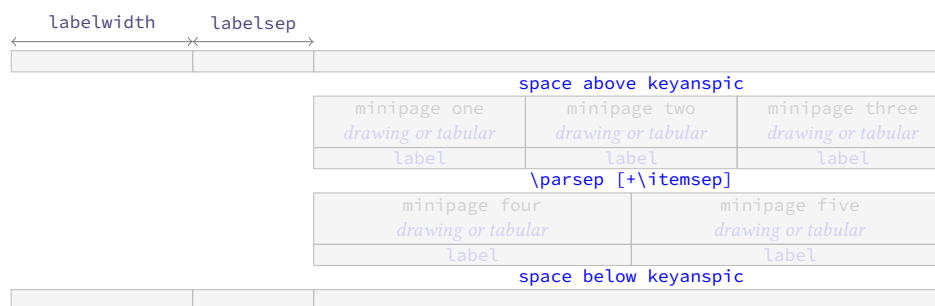 labelwidth labelsep
space above keyanspic
minipage one minipage two minipage three
drawing or tabular drawing or tabular drawing or tabular
label label label
\parsep [+\itemsep]
minipage four minipage five
drawing or tabular drawing or tabular
label label
space below keyanspic